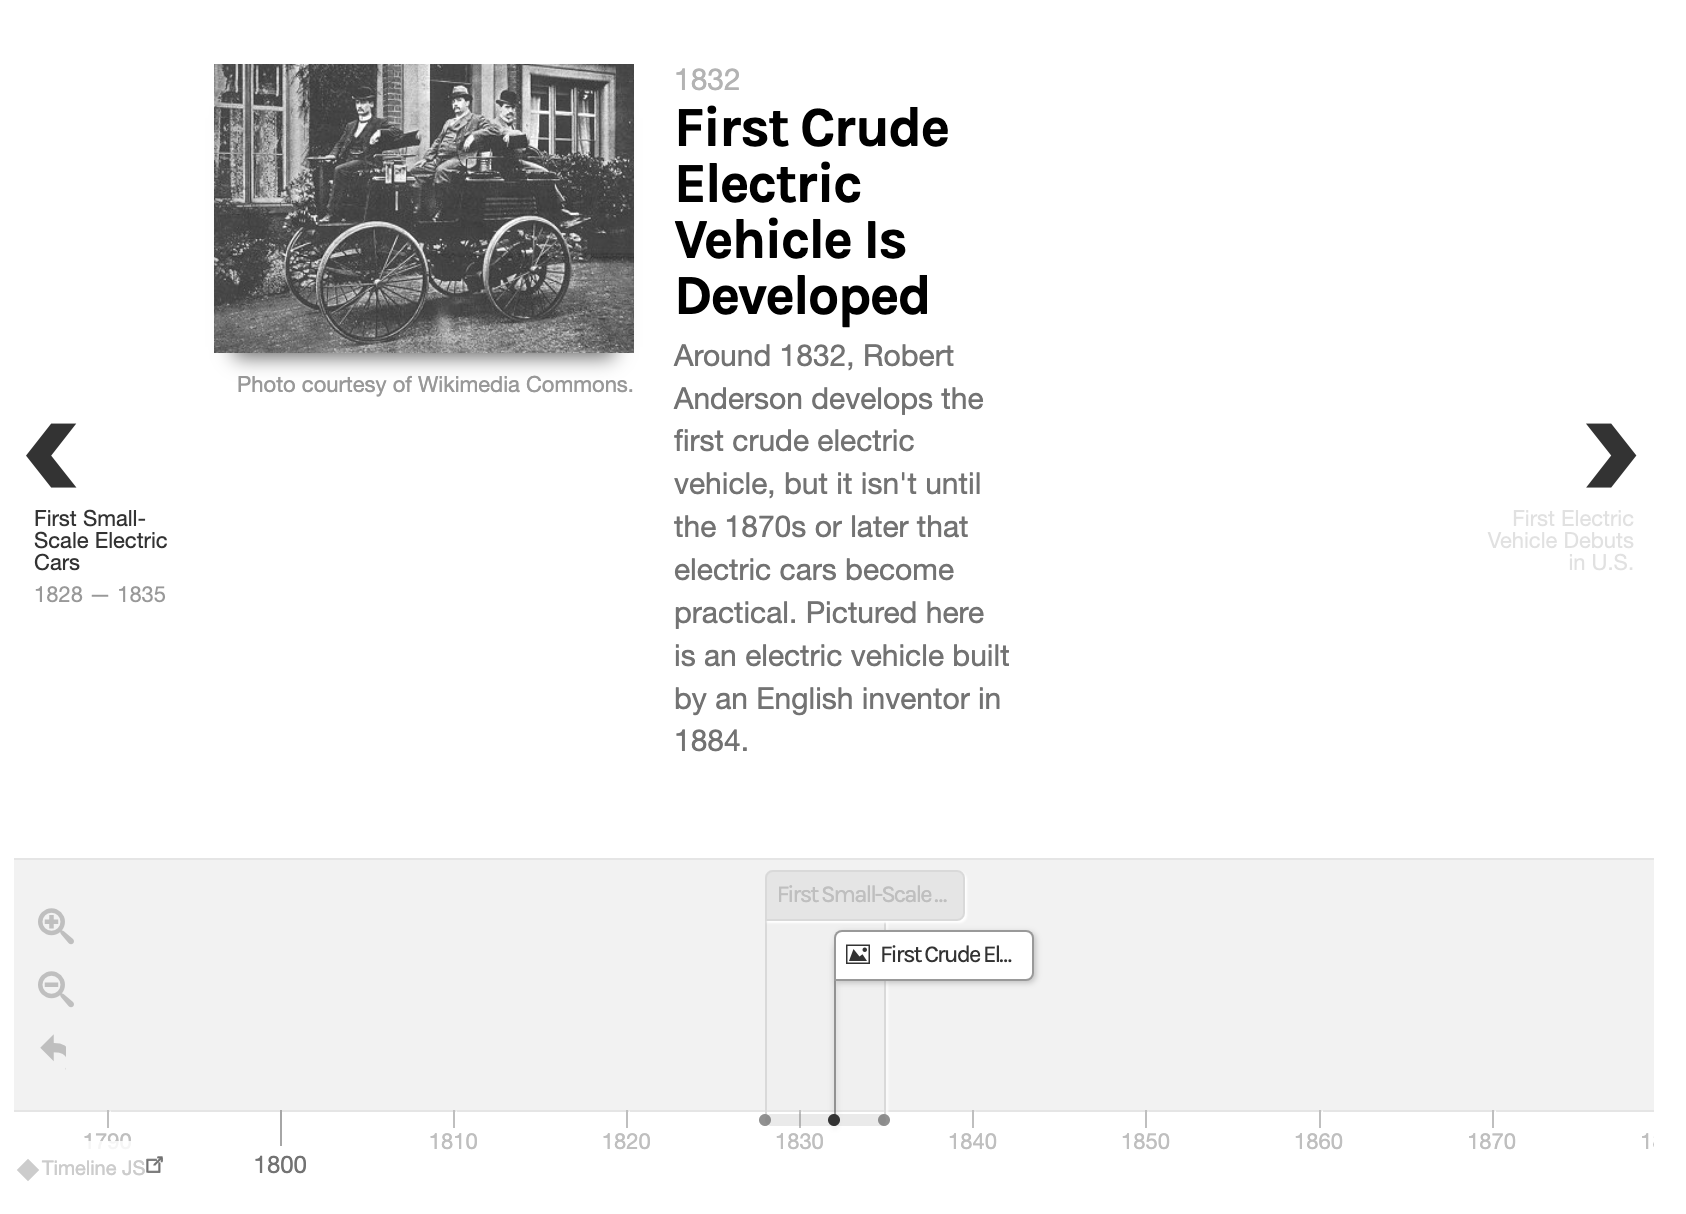 1832
First Crude
Electric
Vehicle Is
Developed
Around 1832, Robert
Anderson develops the
first crude electric
vehicle, but it isn't until
the 1870s or later that
electric cars become
practical. Pictured here
is an electric vehicle built
by an English inventor in
1884.
Photo courtesy of Wikimedia Commons.
First Small-
Scale Electric
Cars
1828 — 1835
First Electric
Vehicle Debuts
in U.S.
First Small-Scale ...
First Crude El...
1790
1800
1810
1820
1830
1840
1850
1860
1870
Timeline JS